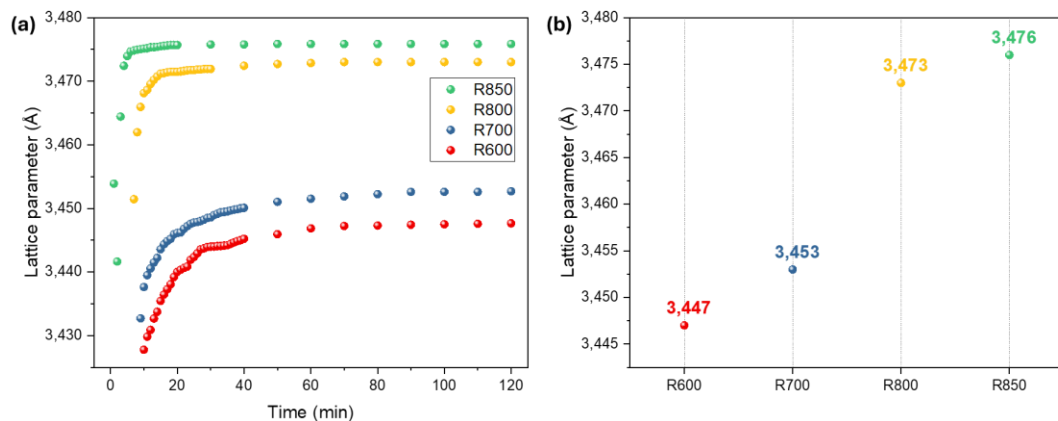 (a)
3,480
3,470
3,460
3,450
3,440
3,430
Lattice parameter (Å)
0
20
40
60
80
100
120
Time (min)
R850
R800
R700
R600
(b)
3,480
3,475
3,470
3,465
3,460
3,455
3,450
3,445
Lattice parameter (Å)
3,447
3,453
3,473
3,476
R600
R700
R800
R850